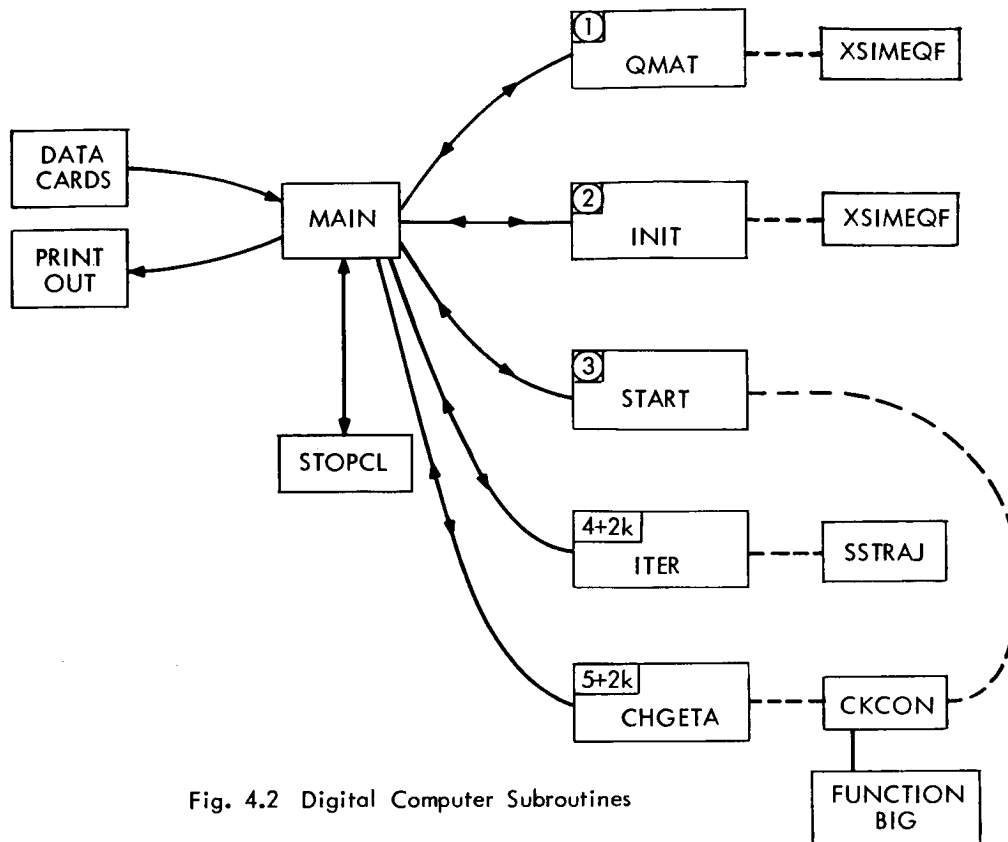 1
QMAT
XSIMEQF
DATA
CARDS
MAIN
2
INIT
XSIMEQF
PRINT
OUT
3
START
STOPCL
4+2k
ITER
SSTRAJ
5+2k
CHGETA
CKCON
FUNCTION
BIG
Fig. 4.2 Digital Computer Subroutines